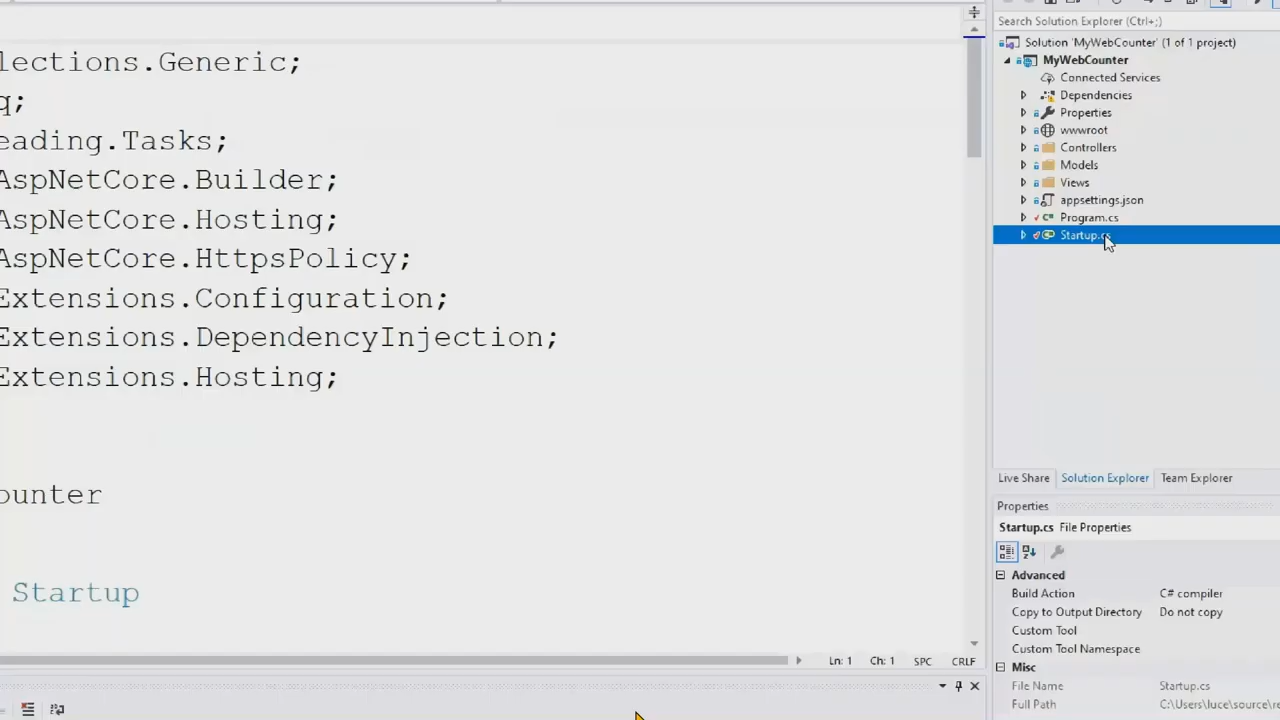 lections.Generic;
q;
eading.Tasks;
AspNetCore.Builder;
AspNetCore.Hosting;
AspNetCore.HttpsPolicy;
Extensions.Configuration;
Extensions.DependencyInjection;
Extensions.Hosting;
ounter
Startup
Ln: 1 Ch: 1 SPC CRLF
Search Solution Explorer (Ctrl+;)
Solution 'MyWebCounter' (1 of 1 project)
MyWebCounter
Connected Services
Dependencies
Properties
wwwroot
Controllers
Models
Views
appsettings.json
Program.cs
Startup.cs
Live Share Solution Explorer Team Explorer
Properties
Startup.cs File Properties
Advanced
Build Action C# compiler
Copy to Output Directory Do not copy
Custom Tool
Custom Tool Namespace
Misc
File Name Startup.cs
Full Path C:\Users\luce\source\re